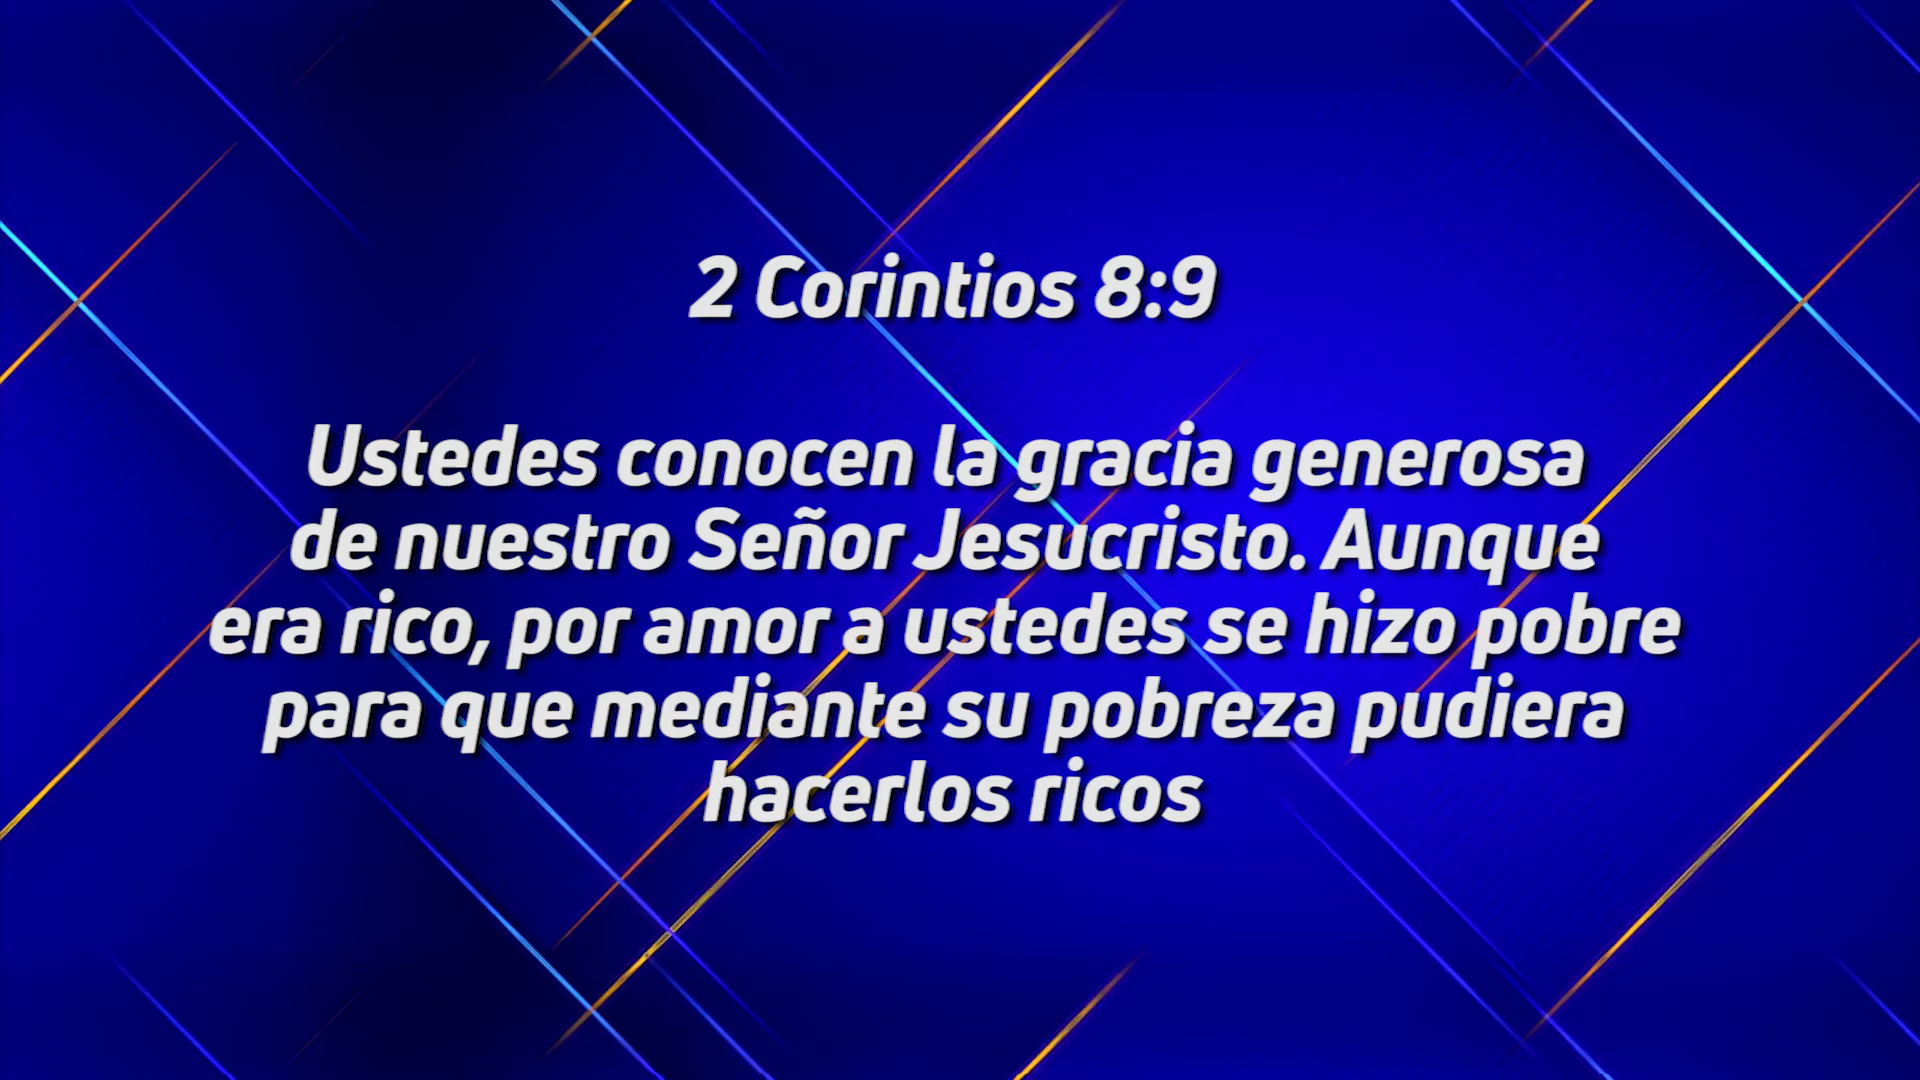 2 Corintios 8:9
Ustedes conocen la gracia generosa
de nuestro Señor Jesucristo. Aunque
era rico, por amor a ustedes se hizo pobre
para que mediante su pobreza pudiera
hacerlos ricos